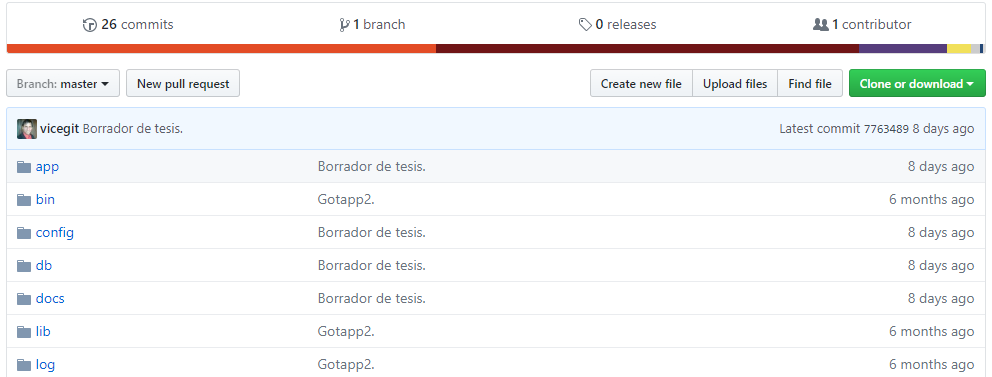 26 commits 1 branch 0 releases 1 contributor
Branch: master New pull request Create new file Upload files Find file Clone or download
vicegit Borrador de tesis. Latest commit 7763489 8 days ago
app Borrador de tesis. 8 days ago
bin Gotapp2. 6 months ago
config Borrador de tesis. 8 days ago
db Borrador de tesis. 8 days ago
docs Borrador de tesis. 8 days ago
lib Gotapp2. 6 months ago
log Gotapp2. 6 months ago